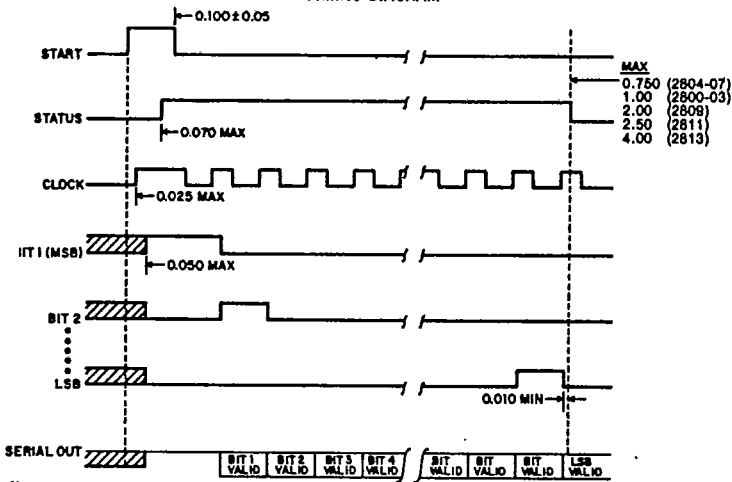 0.100±0.05
START
MAX
0.750 (2804-07)
1.00 (2800-03)
2.00 (2809)
2.50 (2811)
4.00 (2813)
STATUS
0.070 MAX
CLOCK
0.025 MAX
IIT 1 (MSB)
0.050 MAX
BIT 2
LSB
0.010 MIN
SERIAL OUT
BIT 1 VALID
BIT 2 VALID
BIT 3 VALID
BIT 4 VALID
BIT VALID
BIT VALID
BIT VALID
LSB VALID